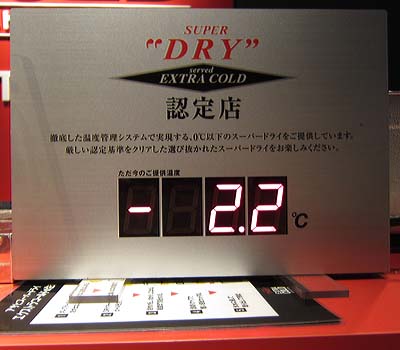 SUPER
"DRY"
served
EXTRA COLD
認定店
徹底した温度管理システムで実現する、0℃以下のスーパードライをご提供しています。
厳しい認定基準をクリアした選び抜かれたスーパードライをお楽しみください。
ただ今のご提供温度
-2.2
℃